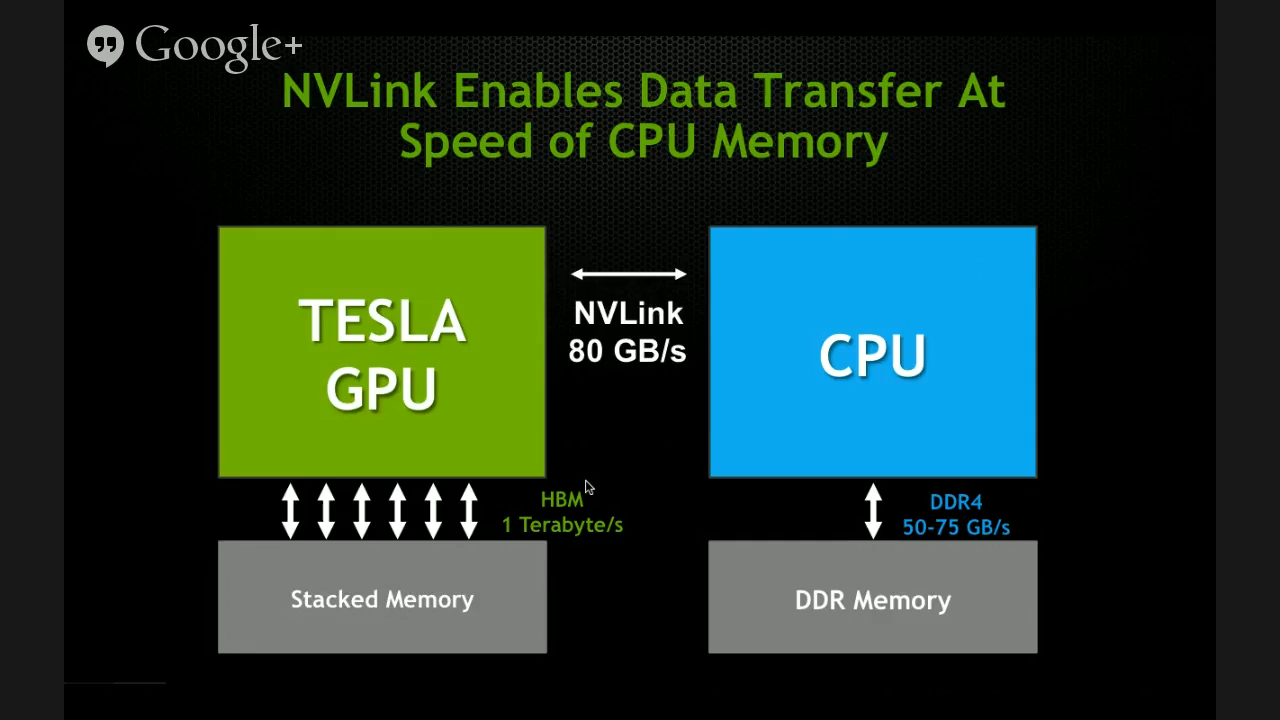 Google+
NVLink Enables Data Transfer At
Speed of CPU Memory
TESLA
GPU
NVLink
80 GB/s
CPU
HBM
1 Terabyte/s
DDR4
50-75 GB/s
Stacked Memory
DDR Memory